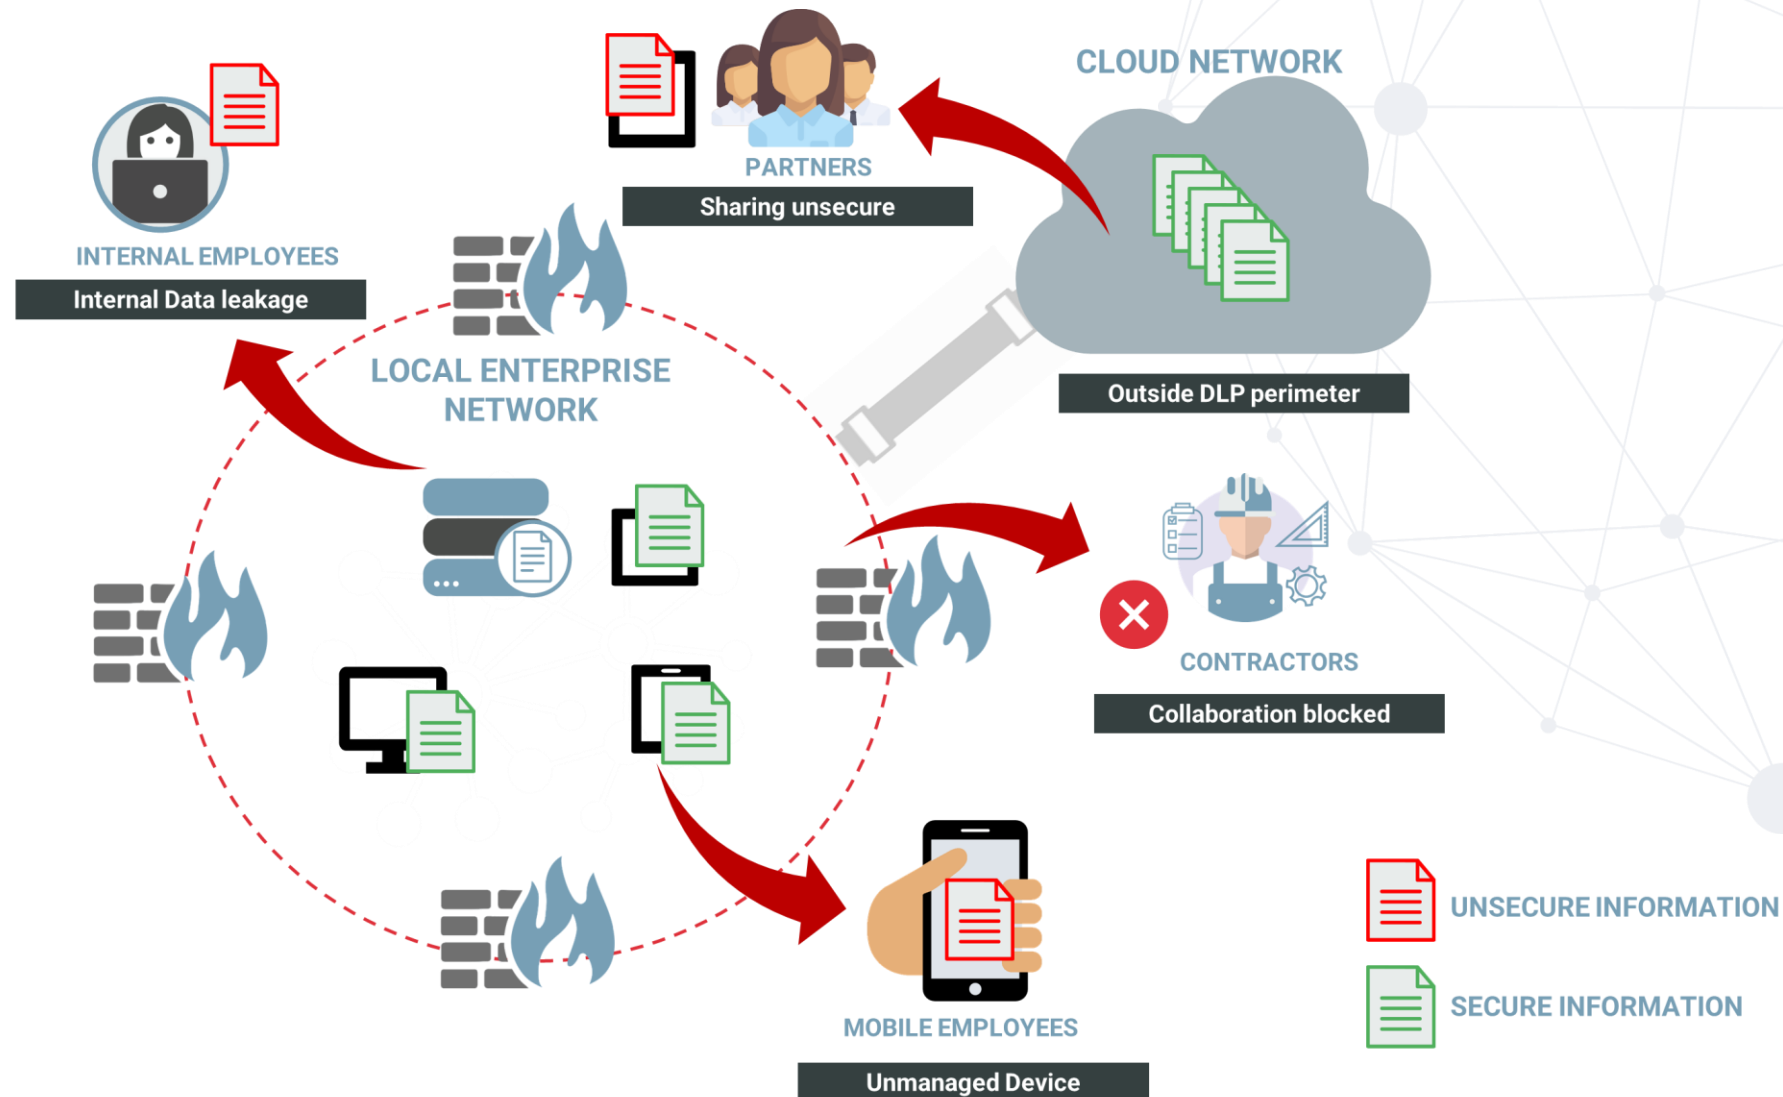 CLOUD NETWORK
PARTNERS
Sharing unsecure
INTERNAL EMPLOYEES
Internal Data leakage
LOCAL ENTERPRISE
NETWORK
Outside DLP perimeter
CONTRACTORS
Collaboration blocked
UNSECURE INFORMATION
SECURE INFORMATION
MOBILE EMPLOYEES
Unmanaged Device